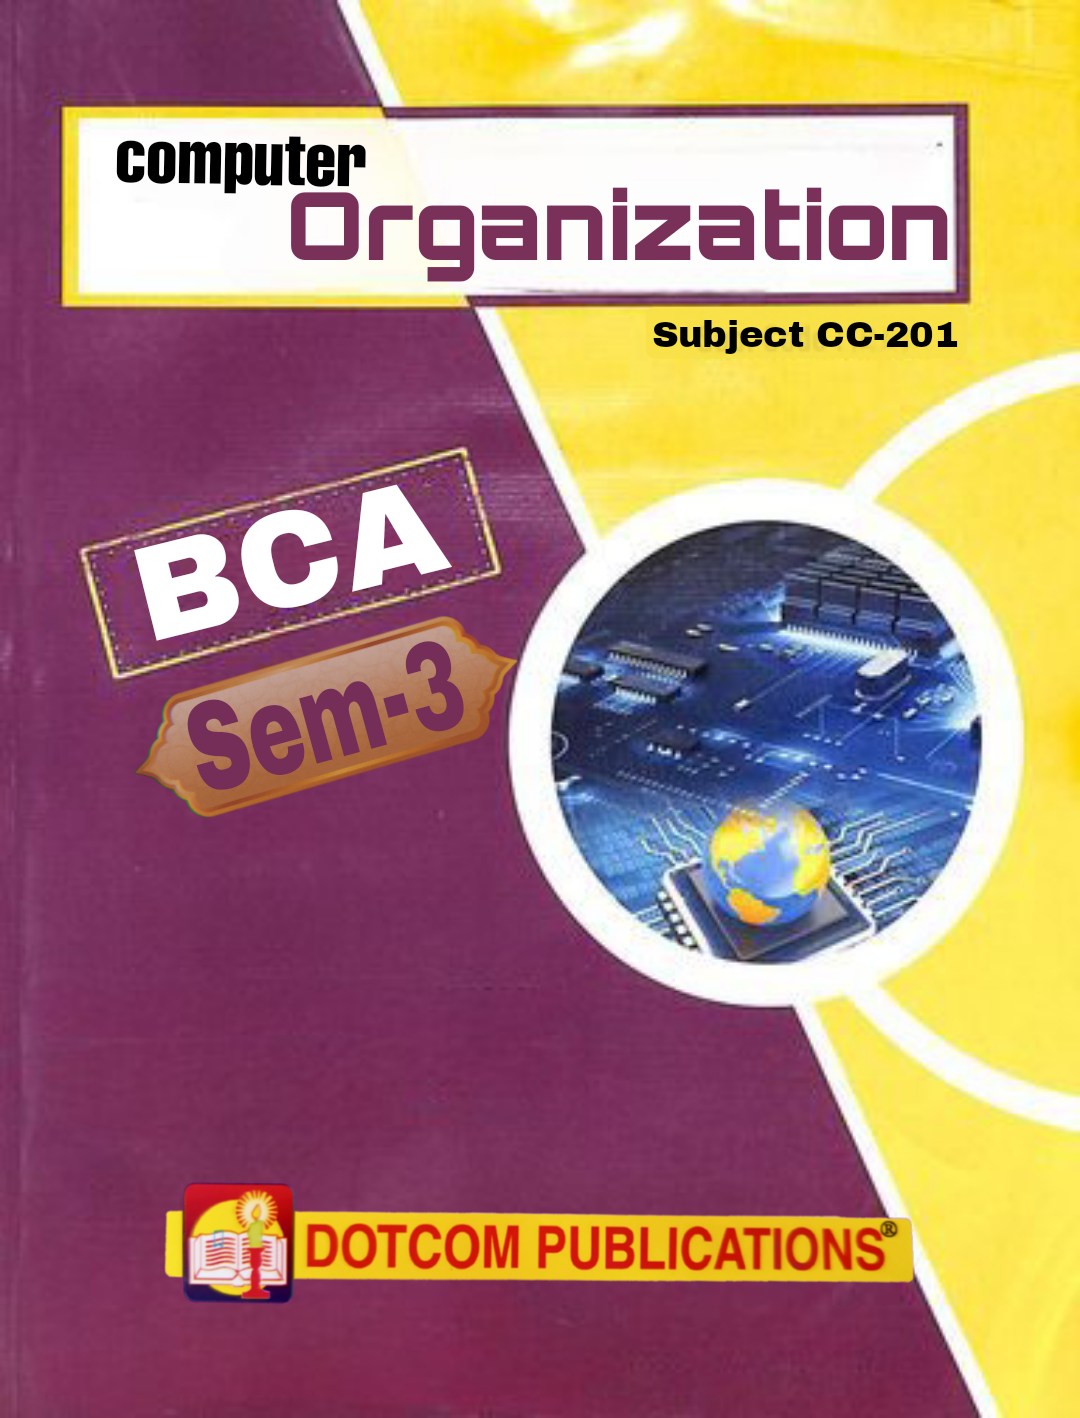 computer
Organization
Subject CC-201
BCA
Sem-3
DOTCOM PUBLICATIONS®